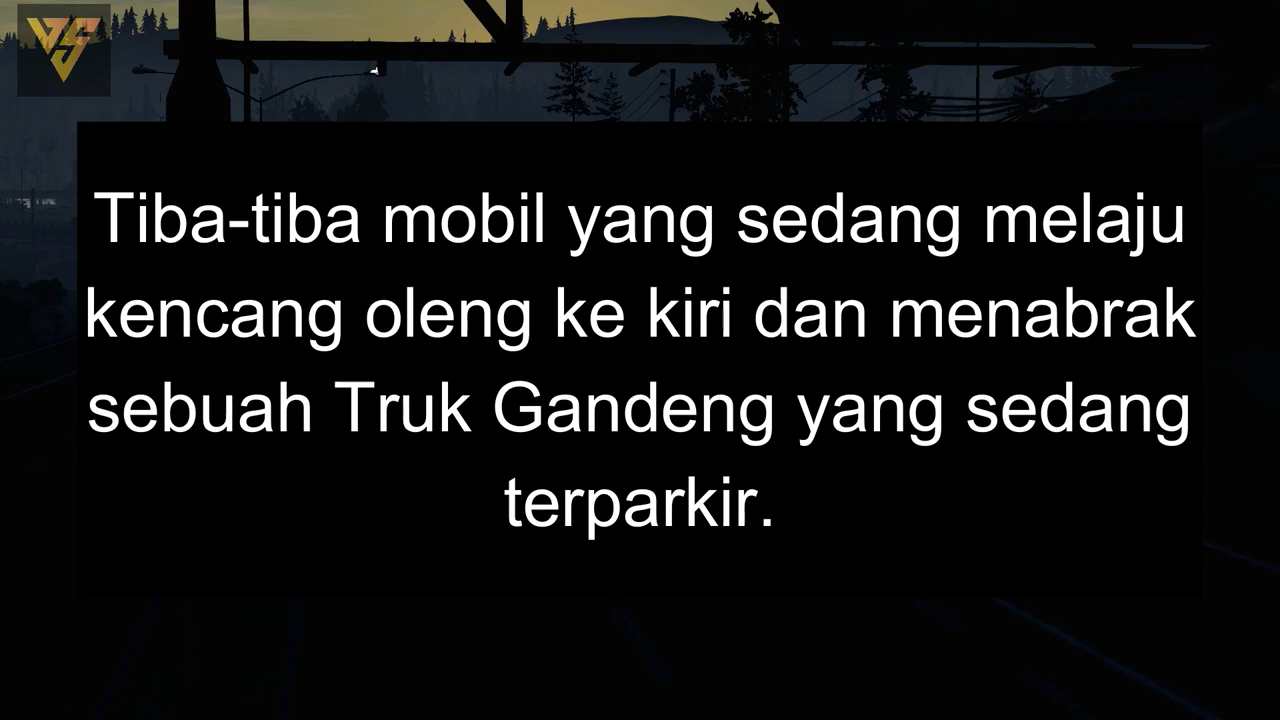 Tiba-tiba mobil yang sedang melaju
kencang oleng ke kiri dan menabrak
sebuah Truk Gandeng yang sedang
terparkir.